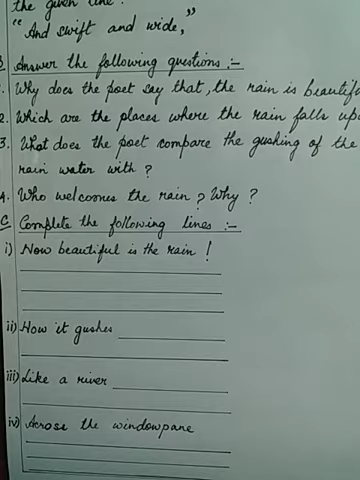 the given line :
"And swift and wide,"
B Answer the following questions :-
1. Why does the poet say that, the rain is beautiful
2. Which are the places where the rain falls upon
3. What does the poet compare the gushing of the
rain water with ?
4. Who welcomes the rain ? Why ?
C Complete the following lines :-
i) How beautiful is the rain !
ii) How it gushes
iii) Like a river
iv) Across the windowpane